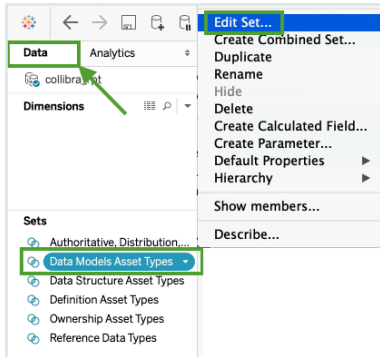 Data
Analytics
collibra_rpt
Dimensions
Sets
Authoritative, Distribution,...
Data Models Asset Types
Data Structure Asset Types
Definition Asset Types
Ownership Asset Types
Reference Data Types
Edit Set...
Create Combined Set...
Duplicate
Rename
Hide
Delete
Create Calculated Field...
Create Parameter...
Default Properties
Hierarchy
Show members...
Describe...